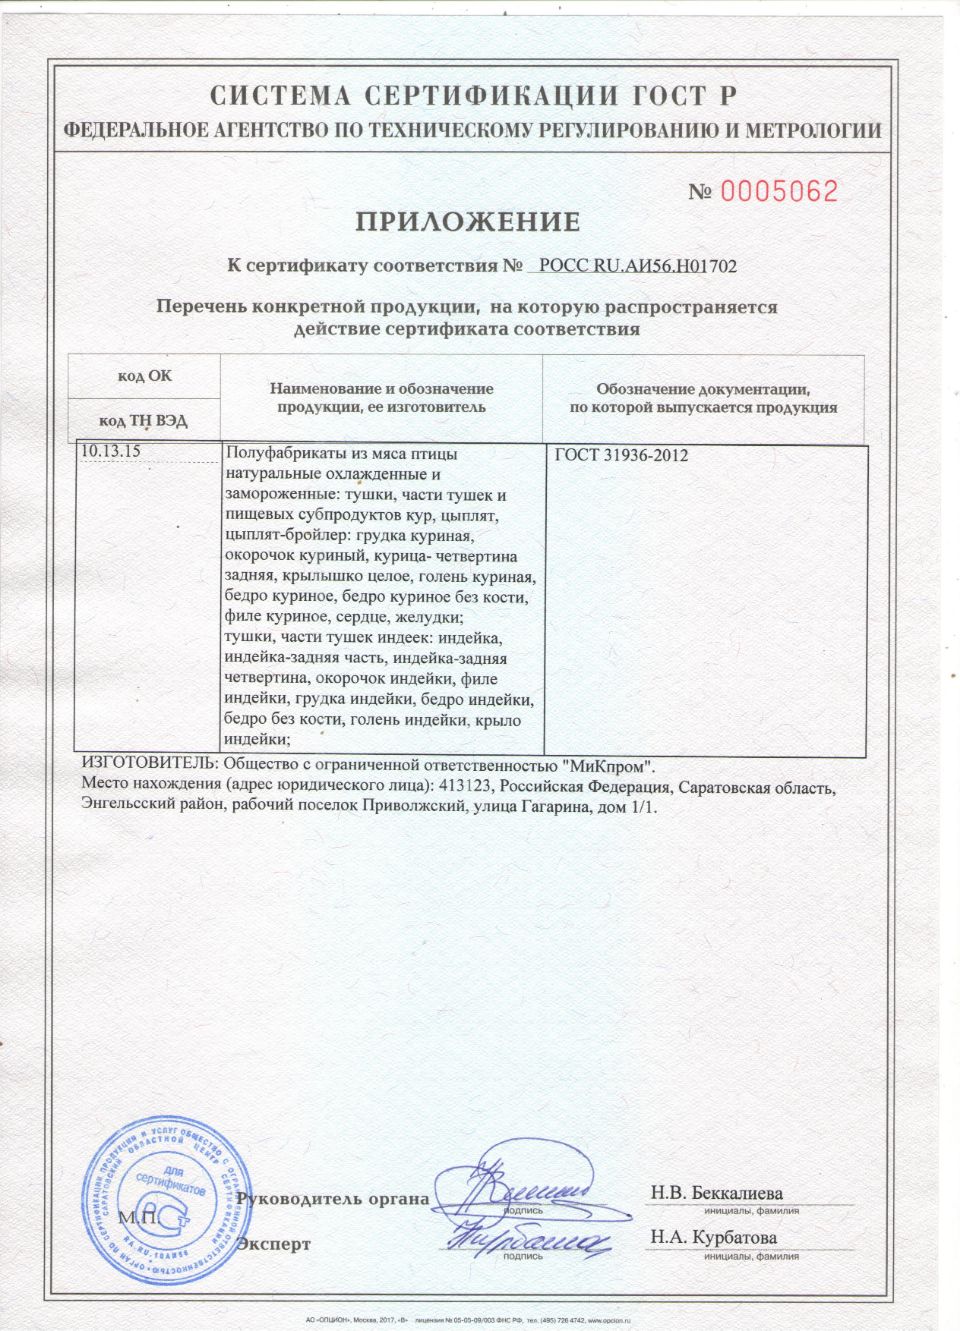 СИСТЕМА СЕРТИФИКАЦИИ ГОСТ Р
ФЕДЕРАЛЬНОЕ АГЕНТСТВО ПО ТЕХНИЧЕСКОМУ РЕГУЛИРОВАНИЮ И МЕТРОЛОГИИ
№ 0005062
ПРИЛОЖЕНИЕ
К сертификату соответствия № РОСС RU.АИ56.Н01702
Перечень конкретной продукции, на которую распространяется
действие сертификата соответствия
код ОК
код ТН ВЭД
Наименование и обозначение
продукции, ее изготовитель
Обозначение документации,
по которой выпускается продукция
10.13.15
Полуфабрикаты из мяса птицы
натуральные охлажденные и
замороженные: тушки, части тушек и
пищевых субпродуктов кур, цыплят,
цыплят-бройлер: грудка куриная,
окорочок куриный, курица- четвертина
задняя, крылышко целое, голень куриная,
бедро куриное, бедро куриное без кости,
филе куриное, сердце, желудки;
тушки, части тушек индеек: индейка,
индейка-задняя часть, индейка-задняя
четвертина, окорочок индейки, филе
индейки, грудка индейки, бедро индейки,
бедро без кости, голень индейки, крыло
индейки;
ГОСТ 31936-2012
ИЗГОТОВИТЕЛЬ: Общество с ограниченной ответственностью "МиКпром".
Место нахождения (адрес юридического лица): 413123, Российская Федерация, Саратовская область,
Энгельсский район, рабочий поселок Приволжский, улица Гагарина, дом 1/1.
ОРГАН ПО СЕРТИФИКАЦИИ ПРОДУКЦИИ И УСЛУГ ОБЩЕСТВО С ОГРАНИЧЕННОЙ ОТВЕТСТВЕННОСТЬЮ
САРАТОВСКИЙ ОБЛАСТНОЙ ЦЕНТР СЕРТИФИКАЦИИ
для
сертификатов
RA.RU.10АИ56
М.П.
Руководитель органа
подпись
Н.В. Беккалиева
инициалы, фамилия
Эксперт
подпись
Н.А. Курбатова
инициалы, фамилия
АО «ОПЦИОН», Москва, 2017, «В» лицензия № 05-05-09/003 ФНС РФ, тел. (495) 726 4742, www.opcion.ru